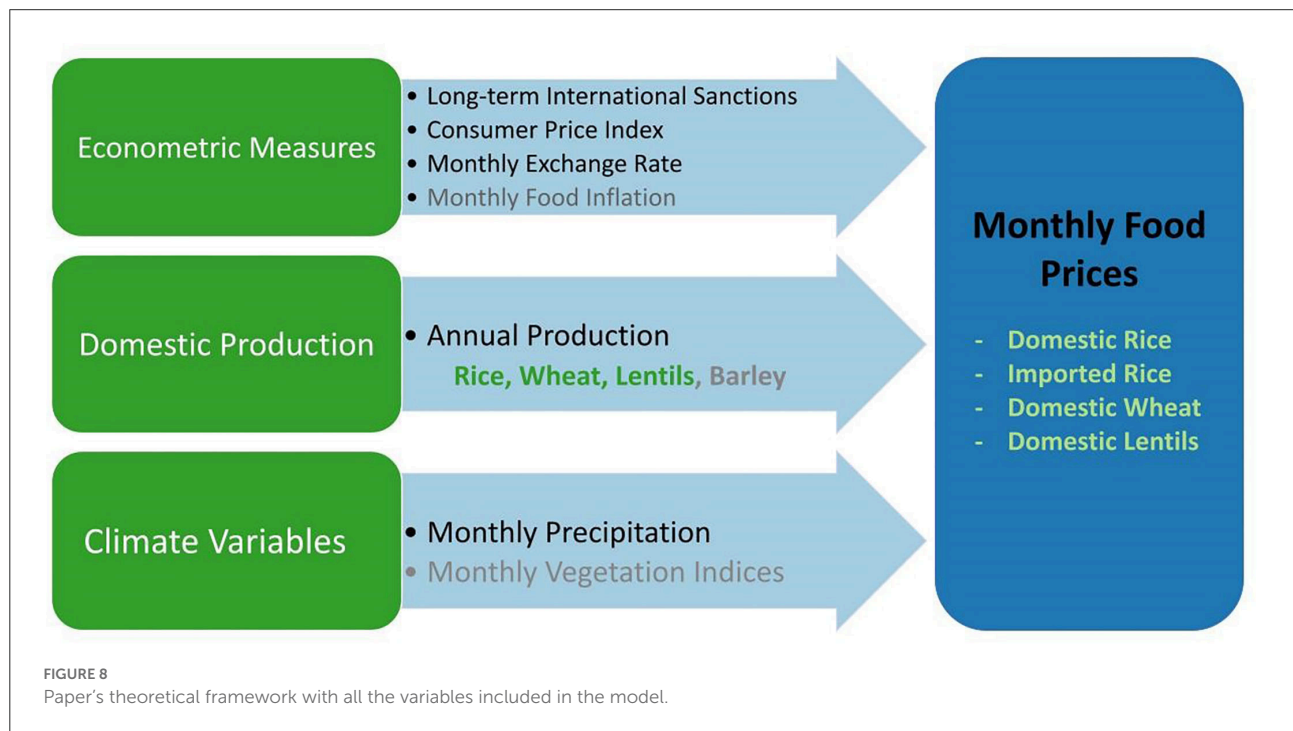 Econometric Measures
• Long-term International Sanctions
• Consumer Price Index
• Monthly Exchange Rate
• Monthly Food Inflation
Domestic Production
• Annual Production
Rice, Wheat, Lentils, Barley
Climate Variables
• Monthly Precipitation
• Monthly Vegetation Indices
Monthly Food
Prices
- Domestic Rice
- Imported Rice
- Domestic Wheat
- Domestic Lentils
FIGURE 8
Paper's theoretical framework with all the variables included in the model.